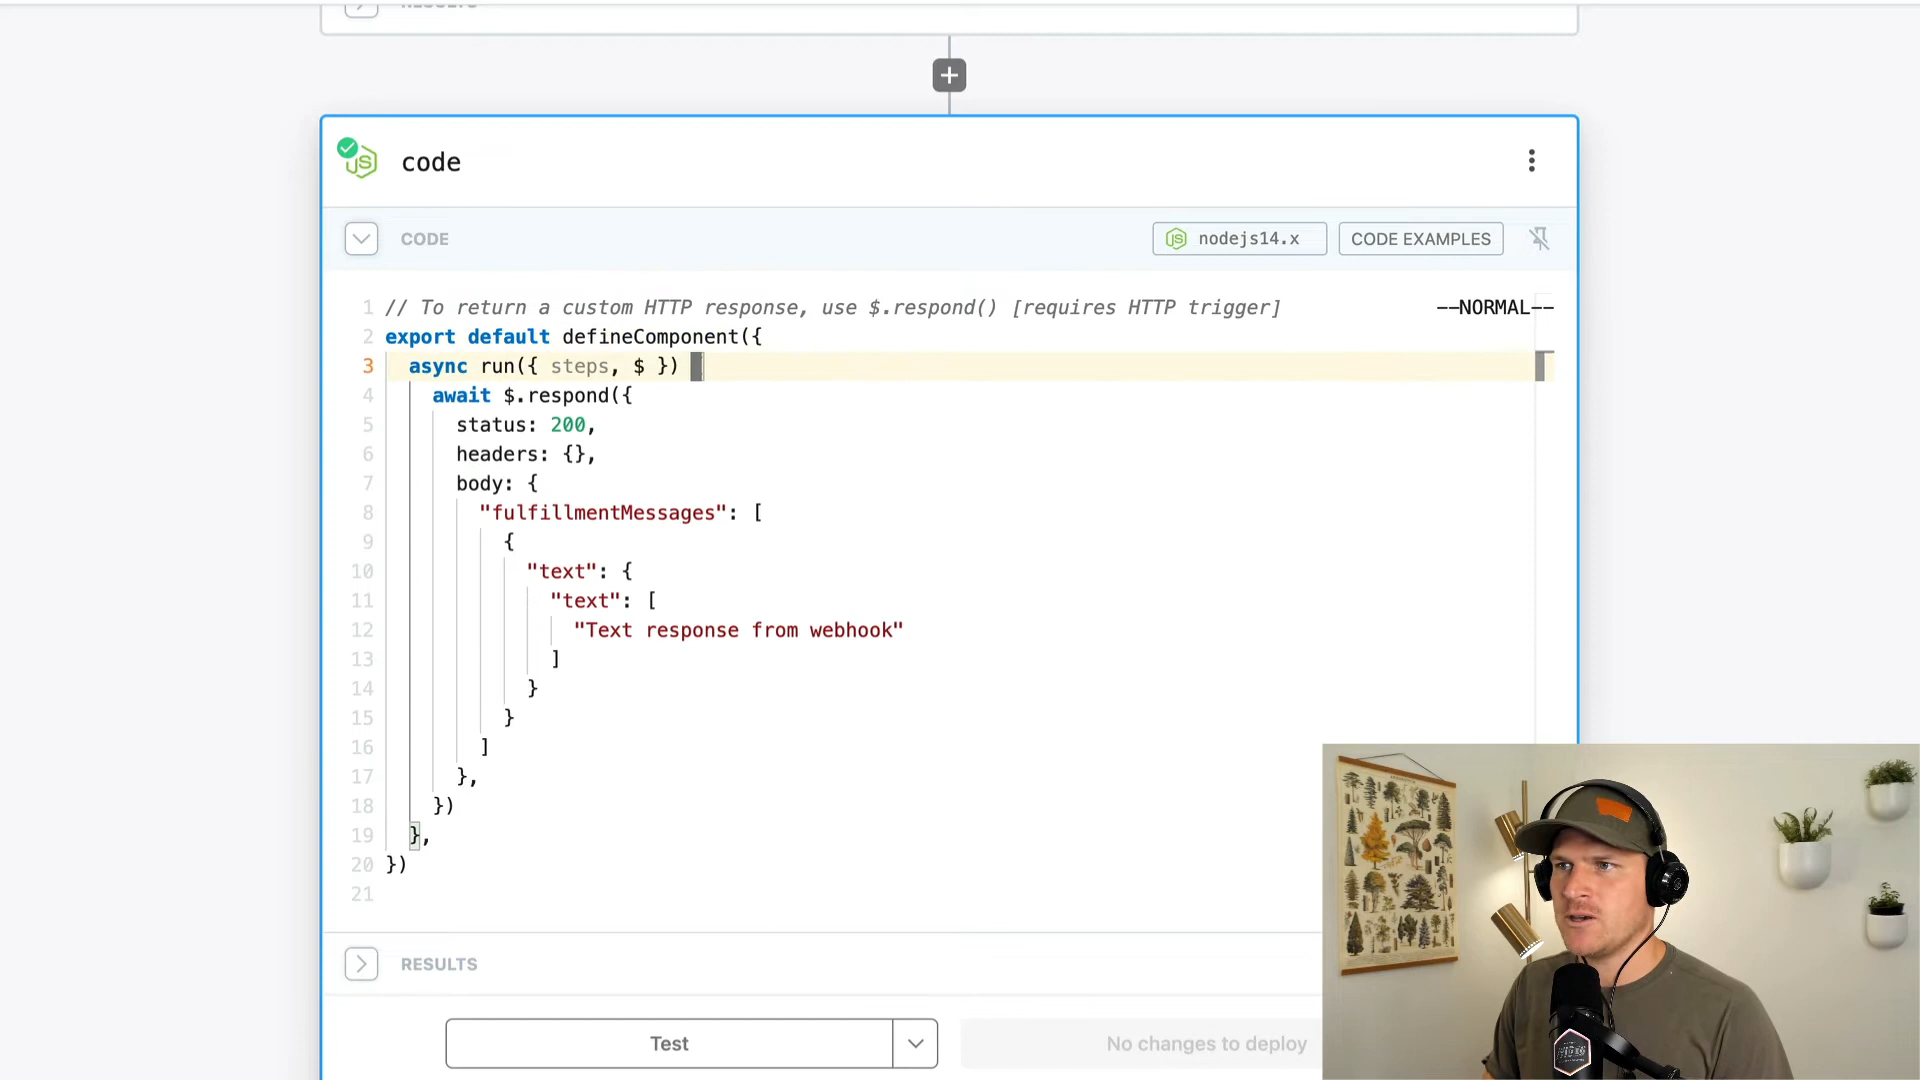 RESULTS
code
CODE
nodejs14.x
CODE EXAMPLES
1 // To return a custom HTTP response, use $.respond() [requires HTTP trigger]
--NORMAL--
2 export default defineComponent({
3 async run({ steps, $ })
4 await $.respond({
5 status: 200,
6 headers: {},
7 body: {
8 "fulfillmentMessages": [
9 {
10 "text": {
11 "text": [
12 "Text response from webhook"
13 ]
14 }
15 }
16 ]
17 },
18 })
19 },
20 })
21
RESULTS
Test
No changes to deploy